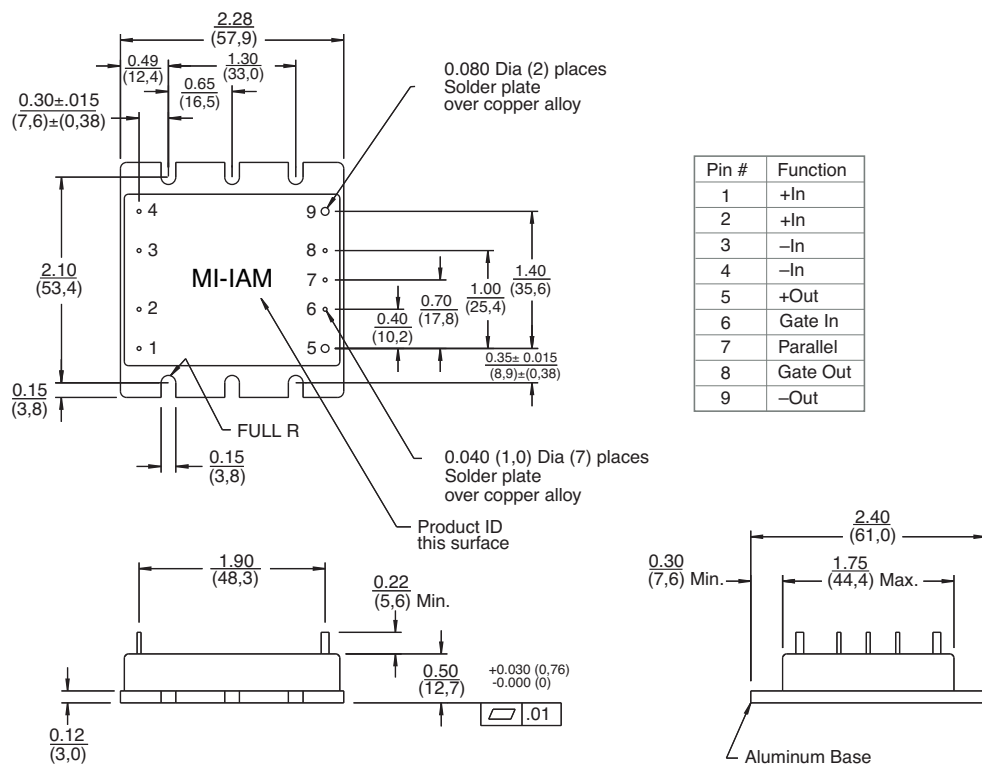 2.28
(57,9)
0.49
(12,4)
1.30
(33,0)
0.65
(16,5)
0.30±.015
(7,6)±(0,38)
0.080 Dia (2) places
Solder plate
over copper alloy
4
3
2
1
9
8
7
6
5
MI-IAM
2.10
(53,4)
1.40
(35,6)
1.00
(25,4)
0.70
(17,8)
0.40
(10,2)
0.35± 0.015
(8,9)±(0,38)
0.15
(3,8)
FULL R
0.15
(3,8)
0.040 (1,0) Dia (7) places
Solder plate
over copper alloy
Product ID
this surface
Pin # Function
1 +In
2 +In
3 –In
4 –In
5 +Out
6 Gate In
7 Parallel
8 Gate Out
9 –Out
1.90
(48,3)
0.22
(5,6) Min.
0.50
(12,7)
+0.030 (0,76)
-0.000 (0)
.01
0.12
(3,0)
2.40
(61,0)
0.30
(7,6) Min.
1.75
(44,4) Max.
Aluminum Base